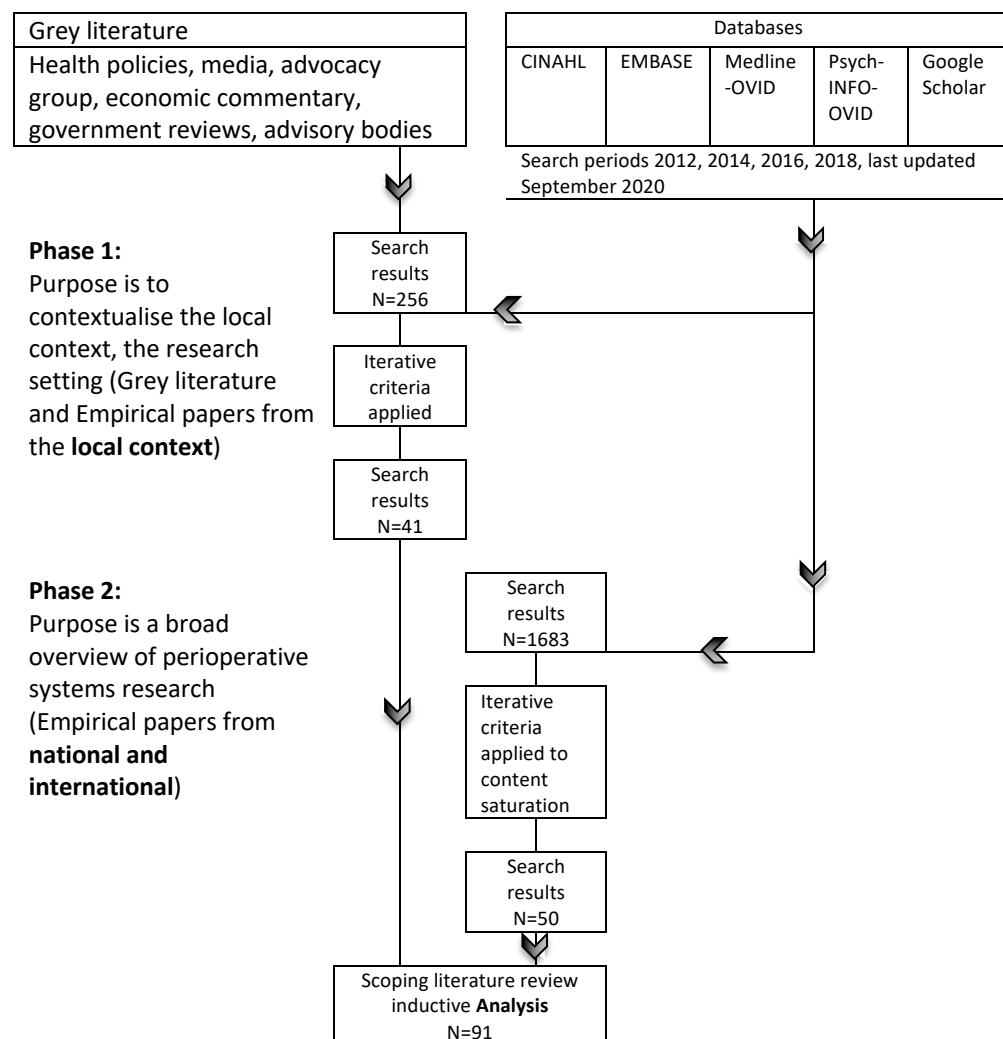 Grey literature
Health policies, media, advocacy
group, economic commentary,
government reviews, advisory bodies
Databases
CINAHL
EMBASE
Medline
-OVID
Psych-
INFO-
OVID
Google
Scholar
Search periods 2012, 2014, 2016, 2018, last updated
September 2020
Phase 1:
Purpose is to
contextualise the local
context, the research
setting (Grey literature
and Empirical papers from
the local context)
Search
results
N=256
Iterative
criteria
applied
Search
results
N=41
Phase 2:
Purpose is a broad
overview of perioperative
systems research
(Empirical papers from
national and
international)
Search
results
N=1683
Iterative
criteria
applied to
content
saturation
Search
results
N=50
Scoping literature review
inductive Analysis
N=91